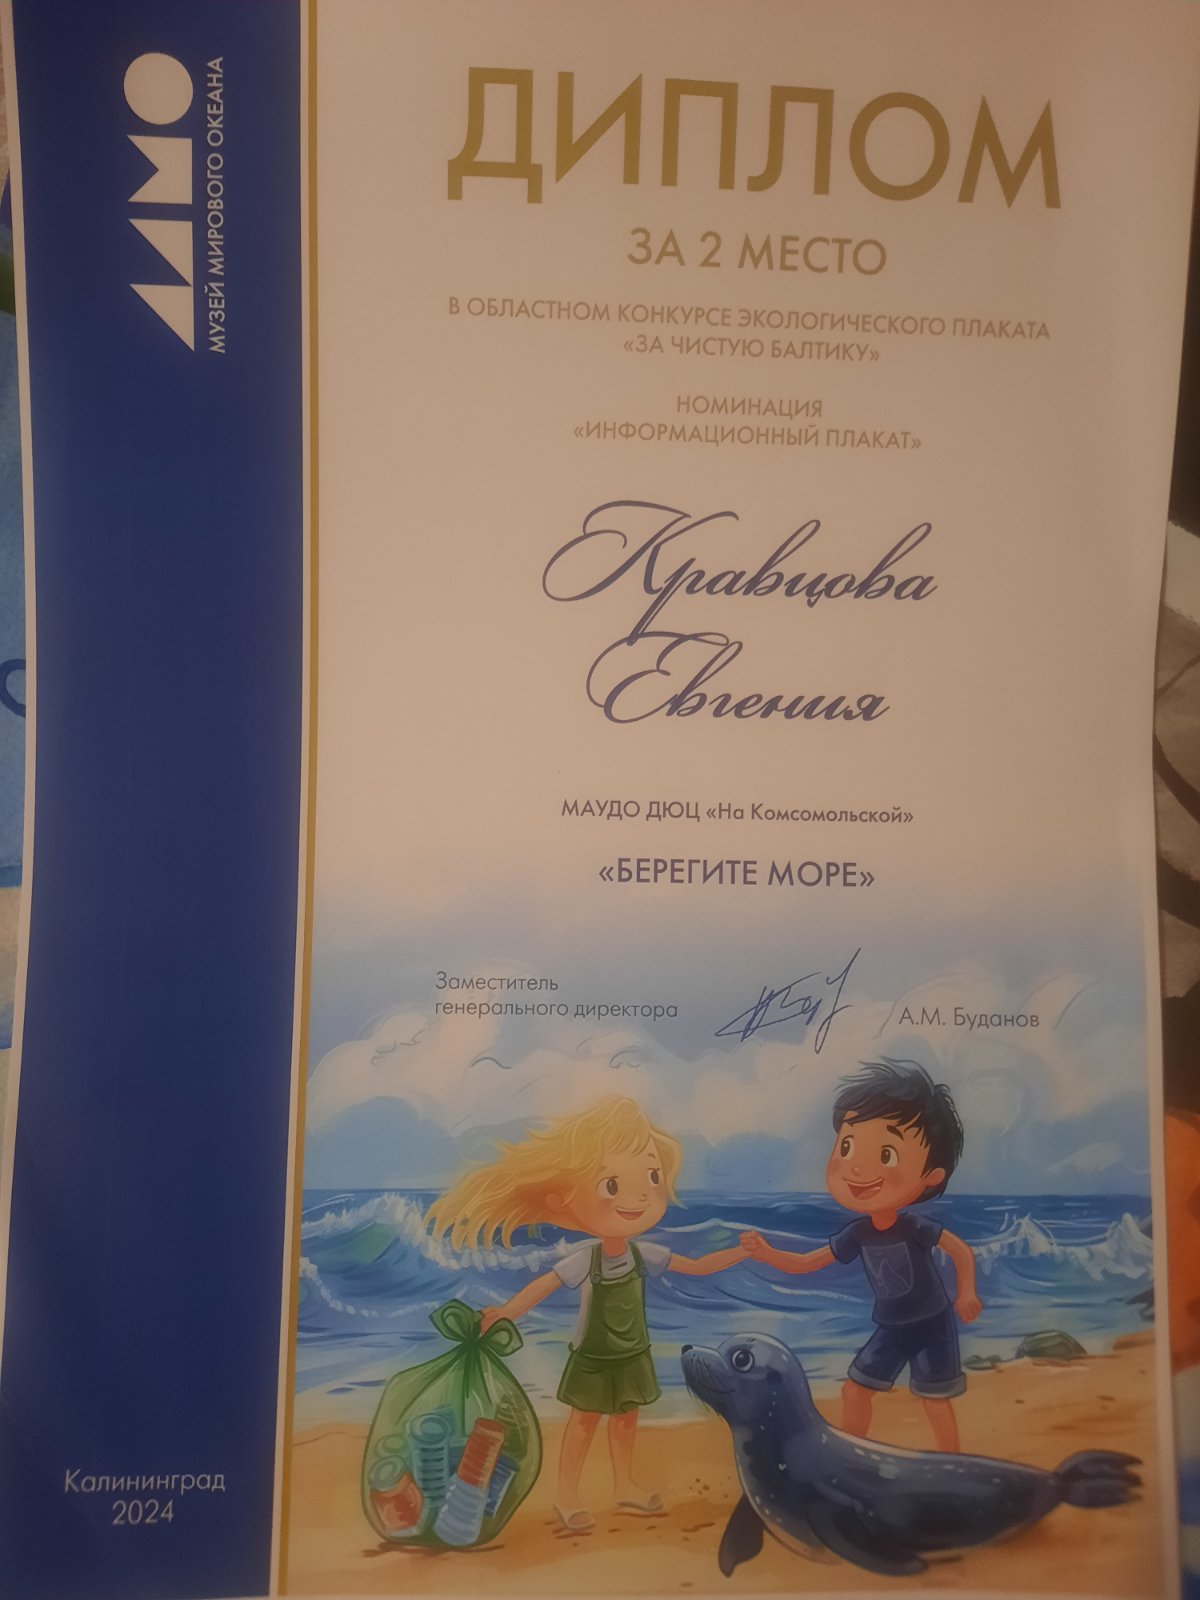 ММО
МУЗЕЙ МИРОВОГО ОКЕАНА
ДИПЛОМ
ЗА 2 МЕСТО
В ОБЛАСТНОМ КОНКУРСЕ ЭКОЛОГИЧЕСКОГО ПЛАКАТА
«ЗА ЧИСТУЮ БАЛТИКУ»
НОМИНАЦИЯ
«ИНФОРМАЦИОННЫЙ ПЛАКАТ»
Кравцова
Евгения
МАУДО ДЮЦ «На Комсомольской»
«БЕРЕГИТЕ МОРЕ»
Заместитель
генерального директора
А.М. Буданов
Калининград
2024